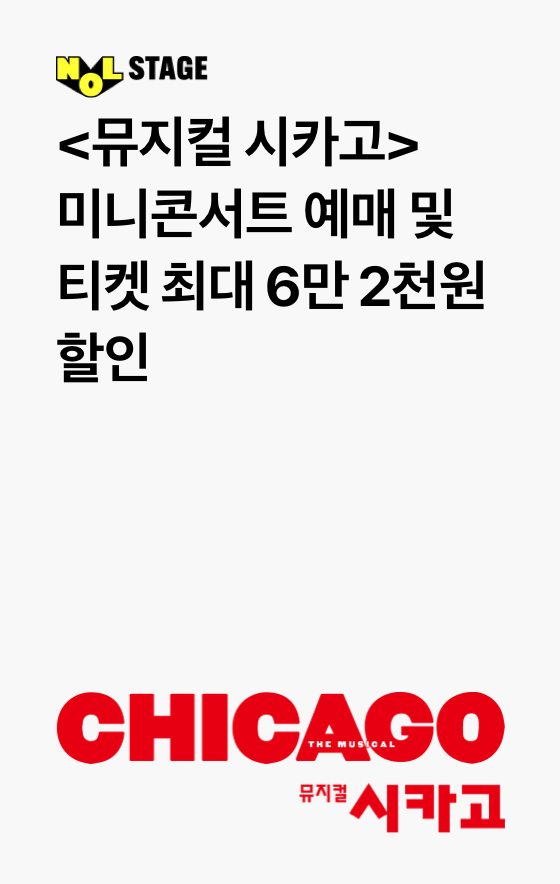 NOL STAGE
<뮤지컬 시카고>
미니콘서트 예매 및
티켓 최대 6만 2천원
할인
CHICAGO
THE MUSICAL
뮤지컬 시카고